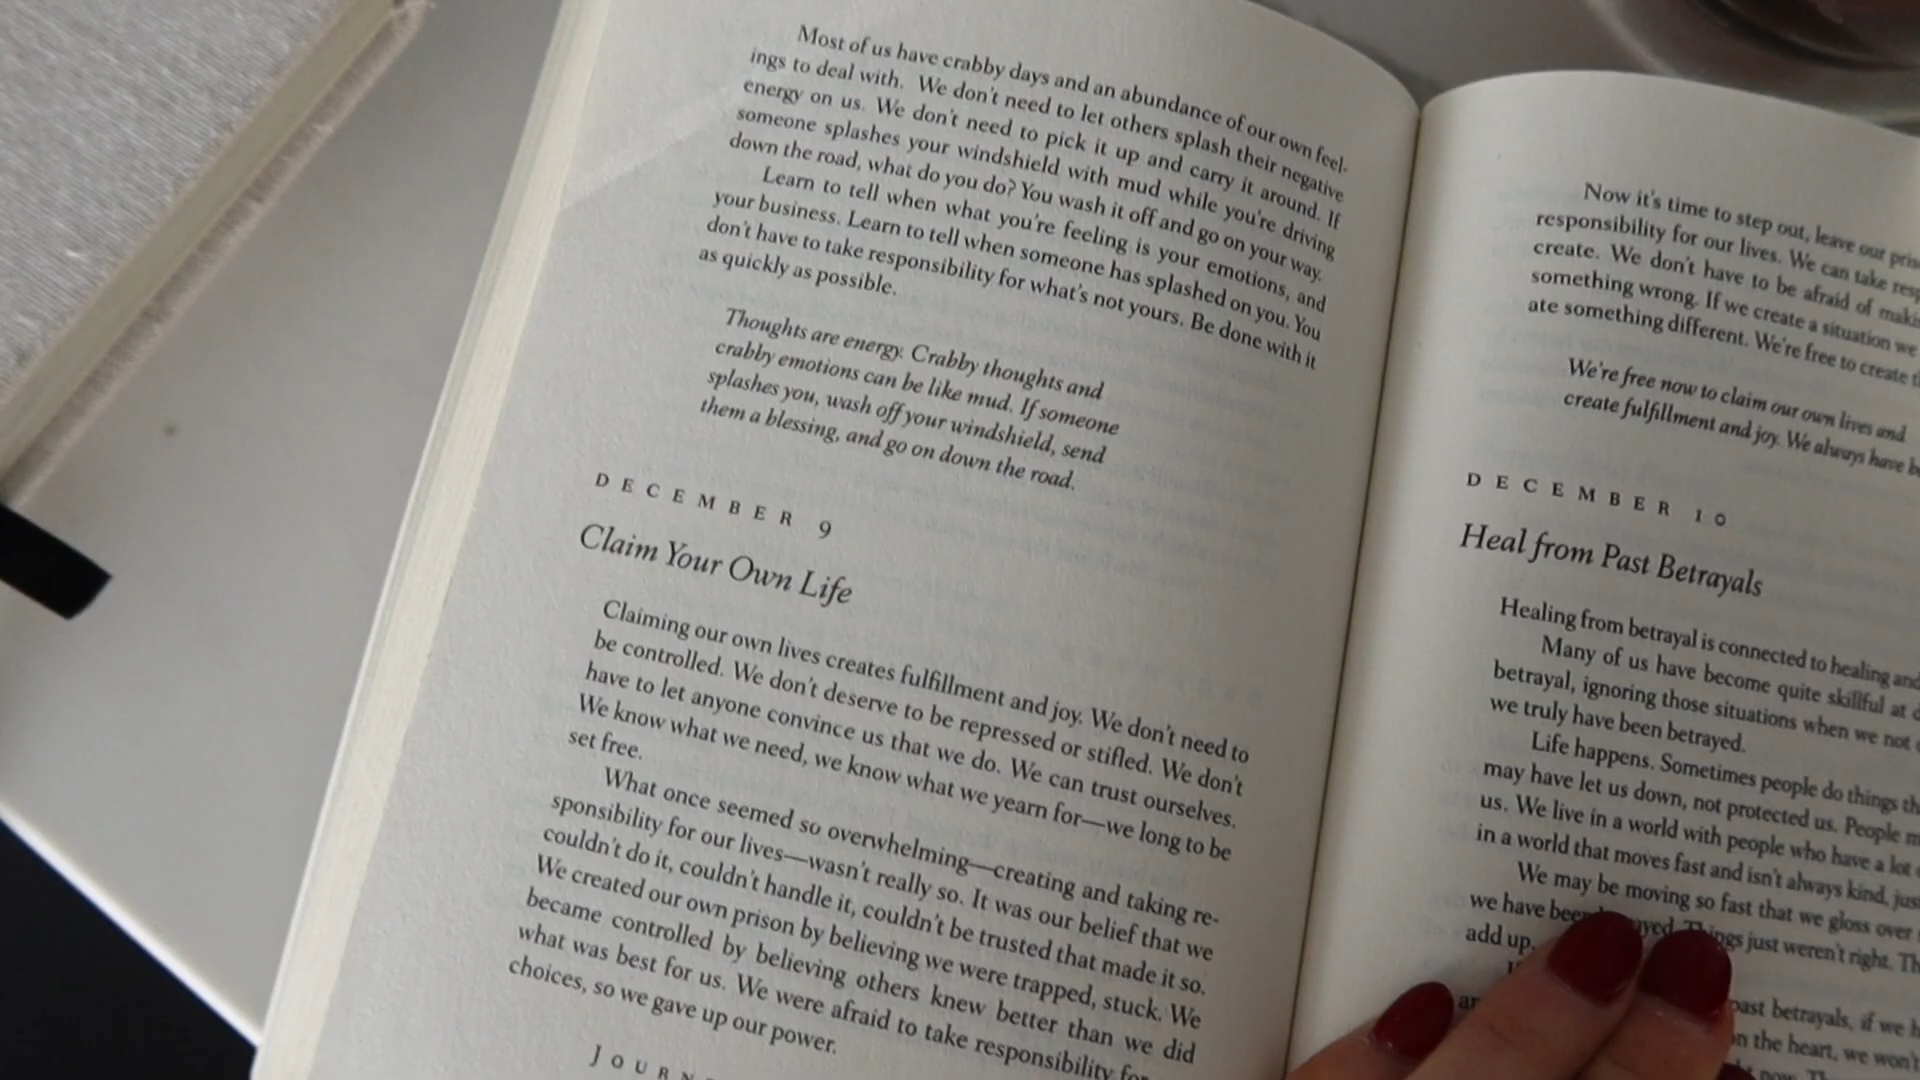 Most of us have crabby days and an abundance of our own feel-
ings to deal with. We don't need to let others splash their negative
energy on us. We don't need to pick it up and carry it around. If
someone splashes your windshield with mud while you're driving
down the road, what do you do? You wash it off and go on your way.
Learn to tell when what you're feeling is your emotions, and
your business. Learn to tell when someone has splashed on you. You
don't have to take responsibility for what's not yours. Be done with it
as quickly as possible.
Thoughts are energy. Crabby thoughts and
crabby emotions can be like mud. If someone
splashes you, wash off your windshield, send
them a blessing, and go on down the road.
DECEMBER 9
Claim Your Own Life
Claiming our own lives creates fulfillment and joy. We don't need to
be controlled. We don't deserve to be repressed or stifled. We don't
have to let anyone convince us that we do. We can trust ourselves.
We know what we need, we know what we yearn for—we long to be
set free.
What once seemed so overwhelming—creating and taking re-
sponsibility for our lives—wasn't really so. It was our belief that we
couldn't do it, couldn't handle it, couldn't be trusted that made it so.
We created our own prison by believing we were trapped, stuck. We
became controlled by believing others knew better than we did
what was best for us. We were afraid to take responsibility for
choices, so we gave up our power.
JOURN
Now it's time to step out, leave our pris
responsibility for our lives. We can take resp
create. We don't have to be afraid of makin
something wrong. If we create a situation we
ate something different. We're free to create t
We're free now to claim our own lives and
create fulfillment and joy. We always have b
DECEMBER 10
Heal from Past Betrayals
Healing from betrayal is connected to healing and
Many of us have become quite skillful at d
betrayal, ignoring those situations when we not
we truly have been betrayed.
Life happens. Sometimes people do things th
may have let us down, not protected us. People m
us. We live in a world with people who have a lot
in a world that moves fast and isn't always kind, jus
We may be moving so fast that we gloss over
we have been ayed. Things just weren't right. Th
add up.
past betrayals, if we h
n the heart, we won't